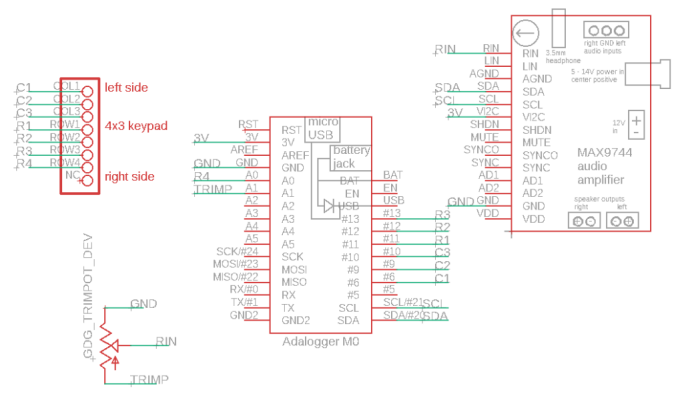 C1 COL1
C2 COL2
C3 COL3
R1 ROW1
R2 ROW2
R3 ROW3
R4 ROW4
NC
left side
4x3 keypad
right side
GDG_TRIMPOT_DEV
GND
RIN
TRIMP
RST
3V 3V
AREF
GND GND
R4 A0
TRIMP A1
A2
A3
A4
A5
SCK/#24
MOSI/#23
MISO/#22
RX/#0
TX/#1
GND2
RST
3V
AREF
GND
A0
A1
A2
A3
A4
A5
SCK
MOSI
MISO
RX
TX
GND2
micro
USB
battery
jack
BAT
EN
USB
#13
#12
#11
#10
#9
#6
#5
SCL
SDA
BAT
EN
USB
#13 R3
#12 R2
#11 R1
#10 C3
#9 C2
#6 C1
#5
SCL/#21 SCL
SDA/#20 SDA
Adalogger M0
RIN RIN
LIN
AGND
SDA SDA
SCL SCL
3V VI2C
SHDN
MUTE
SYNCO
SYNC
AD1
AD2
GND GND
VDD
RIN
LIN
AGND
SDA
SCL
VI2C
SHDN
MUTE
SYNCO
SYNC
AD1
AD2
GND
VDD
3.5mm
headphone
right GND left
audio inputs
5 - 14V power in
center positive
12V
in
+
-
MAX9744
audio
amplifier
speaker outputs
right left